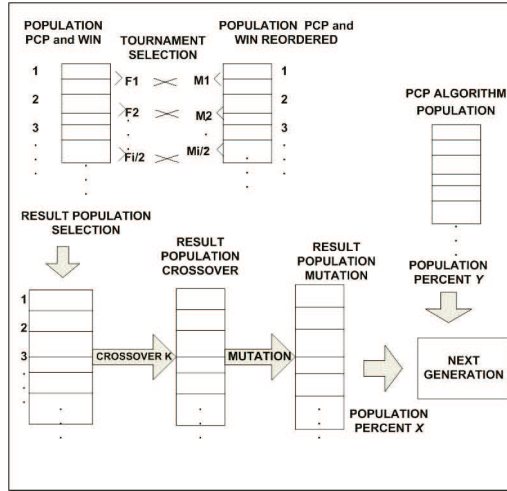 POPULATION
PCP and WIN
TOURNAMENT
SELECTION
POPULATION PCP and
WIN REORDERED
1
2
3
F1
F2
Fi/2
M1
M2
Mi/2
1
2
3
PCP ALGORITHM
POPULATION
RESULT POPULATION
SELECTION
RESULT
POPULATION
CROSSOVER
RESULT
POPULATION
MUTATION
POPULATION
PERCENT Y
1
2
3
CROSSOVER K
MUTATION
NEXT
GENERATION
POPULATION
PERCENT X